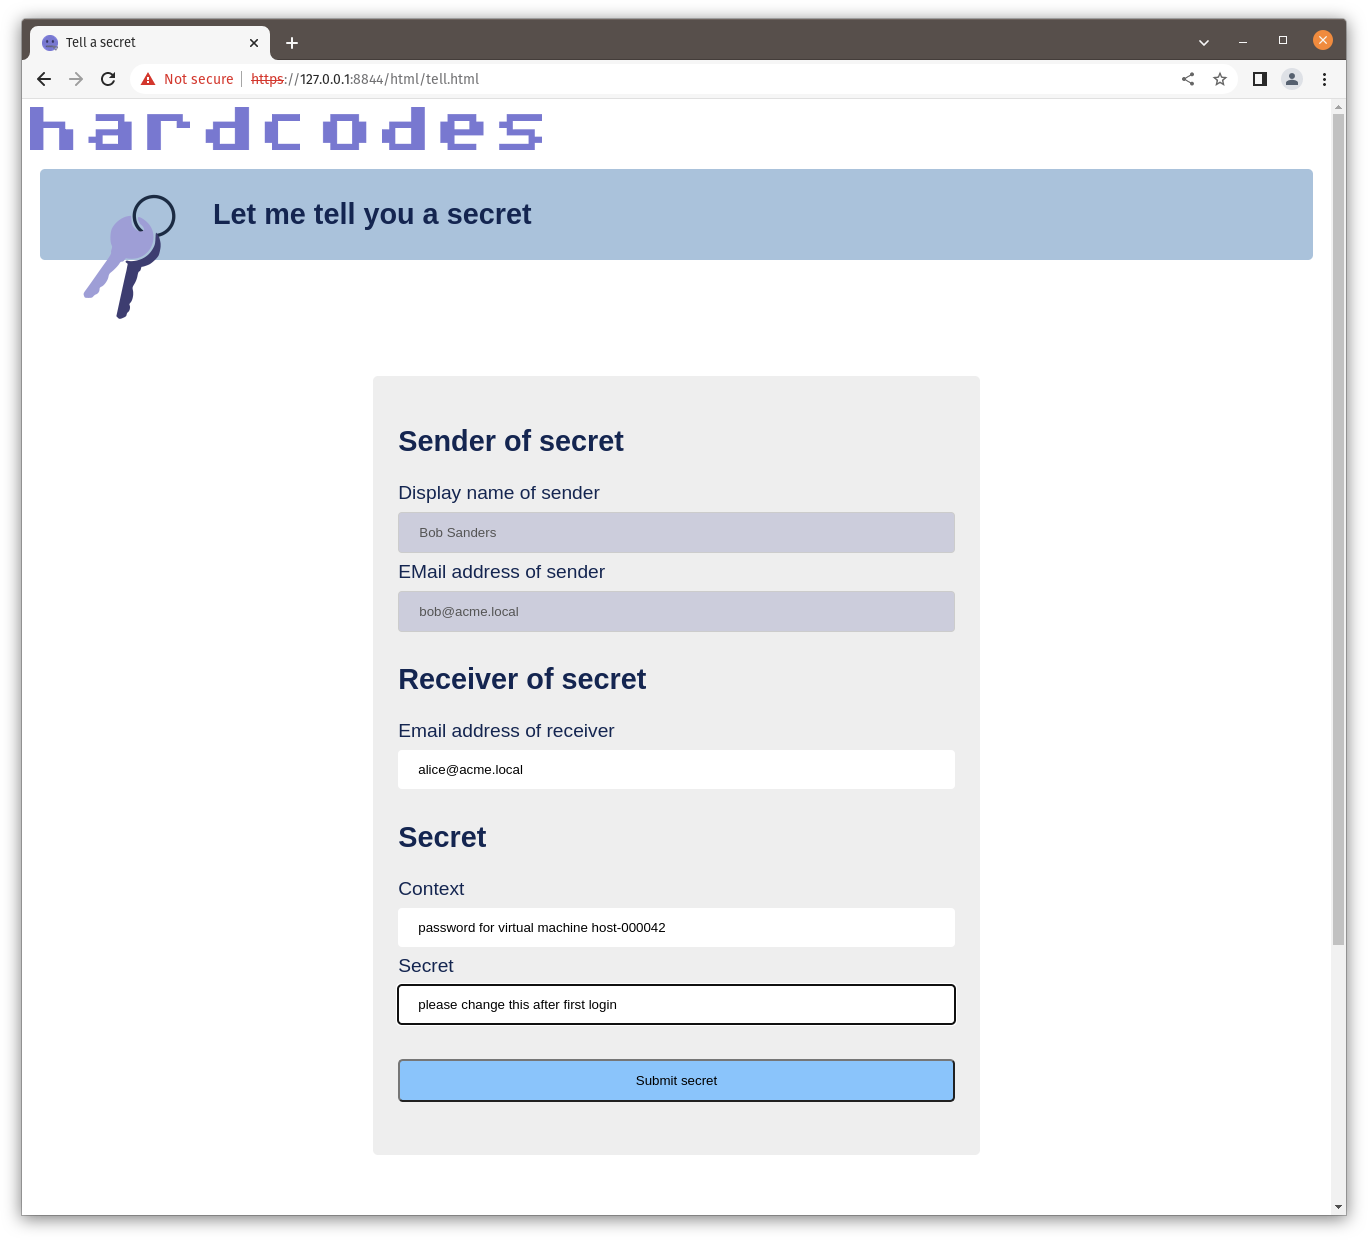 Tell a secret
Not secure https://127.0.0.1:8844/html/tell.html
hardcodes
Let me tell you a secret
Sender of secret
Display name of sender
Bob Sanders
EMail address of sender
bob@acme.local
Receiver of secret
Email address of receiver
alice@acme.local
Secret
Context
password for virtual machine host-000042
Secret
please change this after first login
Submit secret